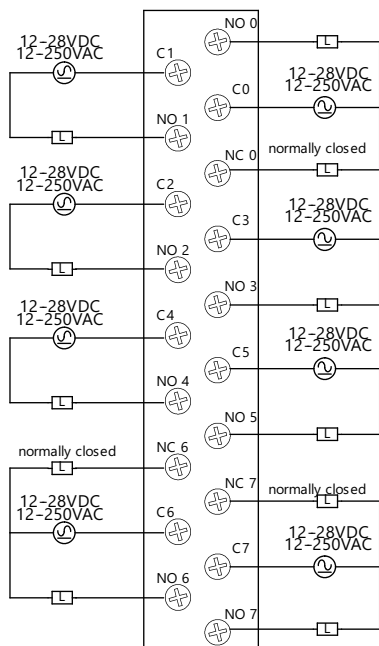 NO 0
L
12-28VDC
12-250VAC
C1
12-28VDC
12-250VAC
C0
L
NO 1
normally closed
NC 0
L
12-28VDC
12-250VAC
C2
12-28VDC
12-250VAC
C3
L
NO 2
NO 3
L
12-28VDC
12-250VAC
C4
12-28VDC
12-250VAC
C5
L
NO 4
NO 5
L
normally closed
NC 6
L
normally closed
NC 7
L
12-28VDC
12-250VAC
C6
12-28VDC
12-250VAC
C7
L
NO 6
NO 7
L